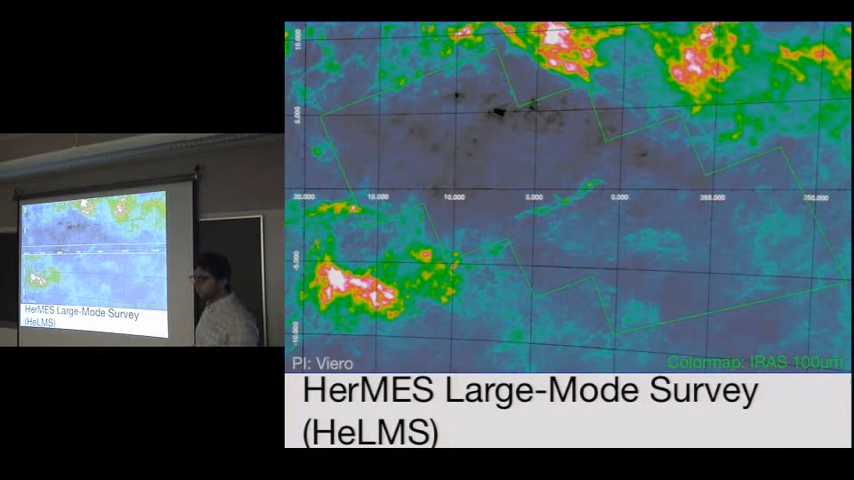 10.000
5.000
20.000 15.000 10.000 5.000 0.000 355.000 350.000
-5.000
-10.000
PI: Viero
Colormap: IRAS 100μm
HerMES Large-Mode Survey
(HeLMS)
HerMES Large-Mode Survey
(HeLMS)